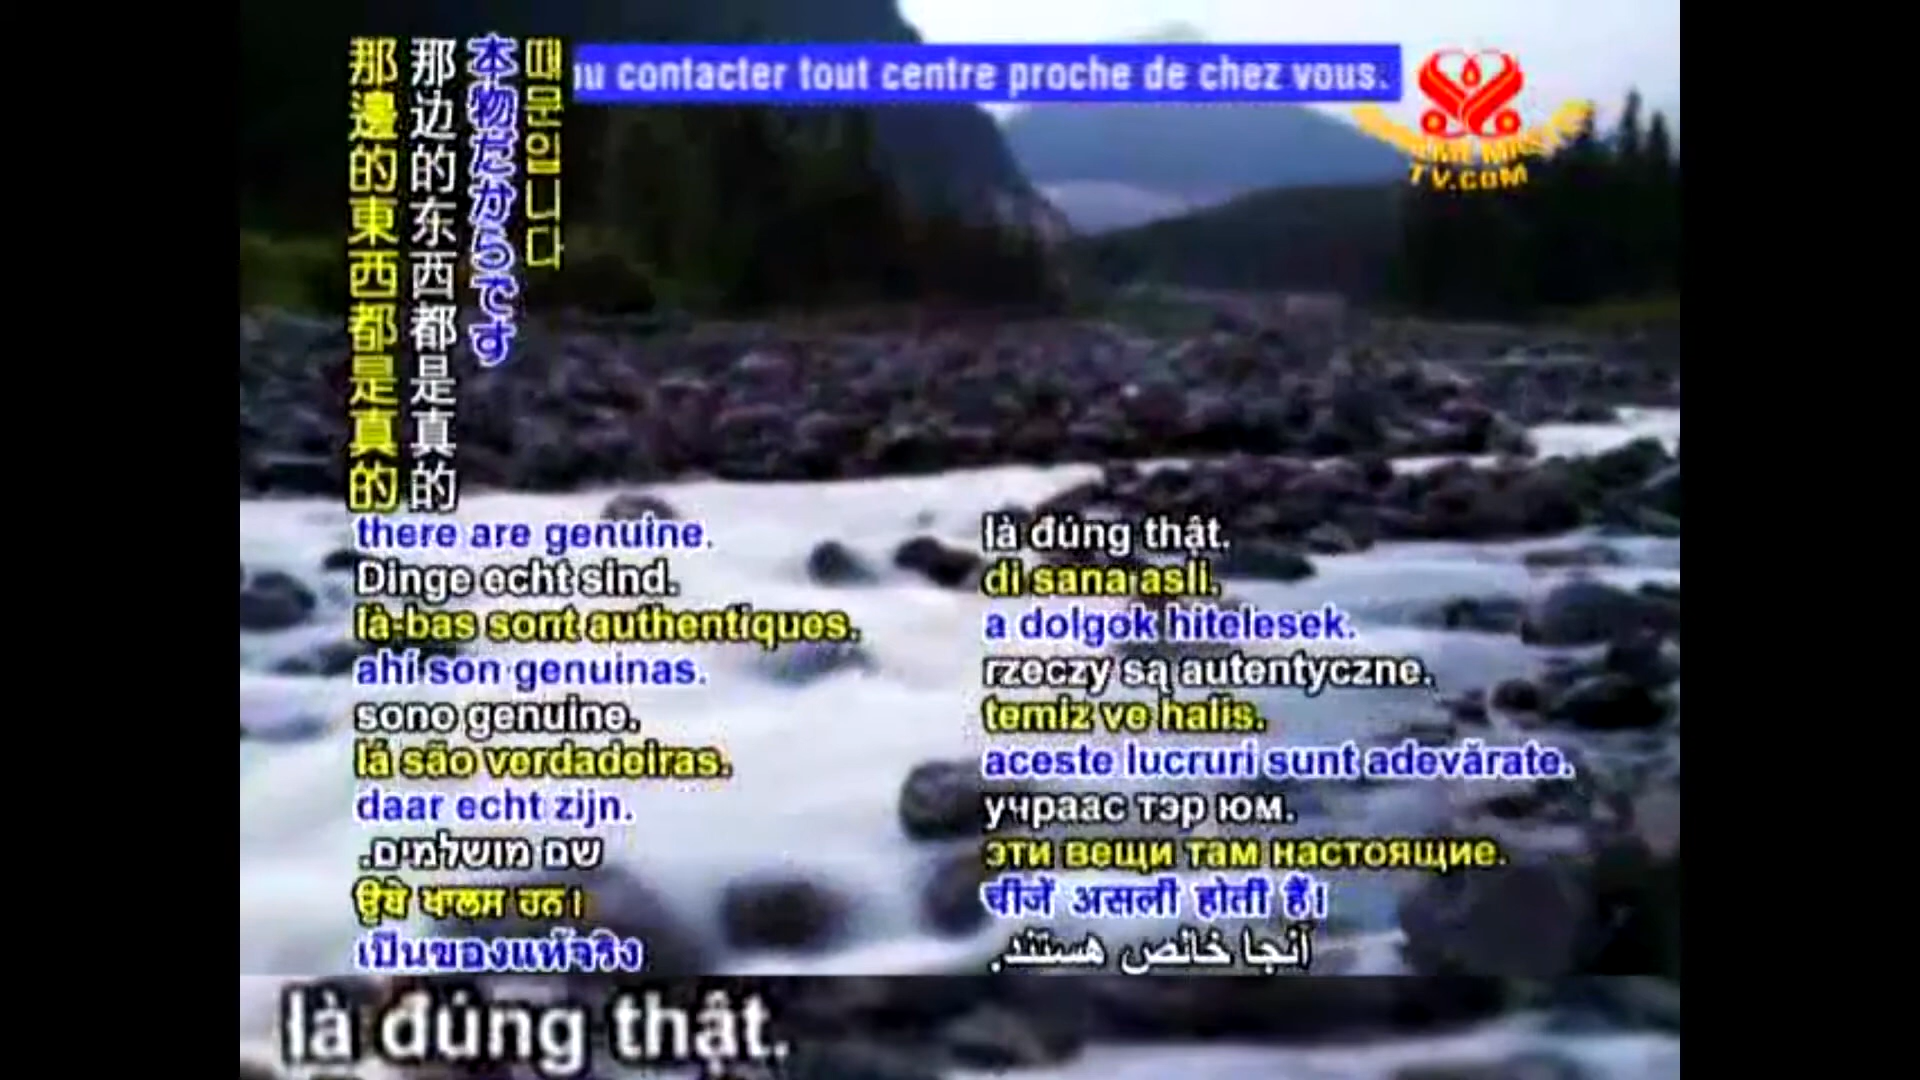 那邊的東西都是真的
那边的东西都是真的
本物だからです
때문입니다
ou contacter tout centre proche de chez vous.
SUPREME MASTER
TV.COM
there are genuine.
Dinge echt sind.
là-bas sont authentiques.
ahí son genuinas.
sono genuine.
lá são verdadeiras.
daar echt zijn.
שם מושלמים.
ਉਥੇ ਖਾਲਸ ਹਨ।
เป็นของแท้จริง
là đúng thật.
di sana asli.
a dolgok hitelesek.
rzeczy są autentyczne.
temiz ve halis.
aceste lucruri sunt adevărate.
учраас тэр юм.
эти вещи там настоящие.
चीजें असली होती हैं।
آنجا خالص هستند.
là đúng thật.